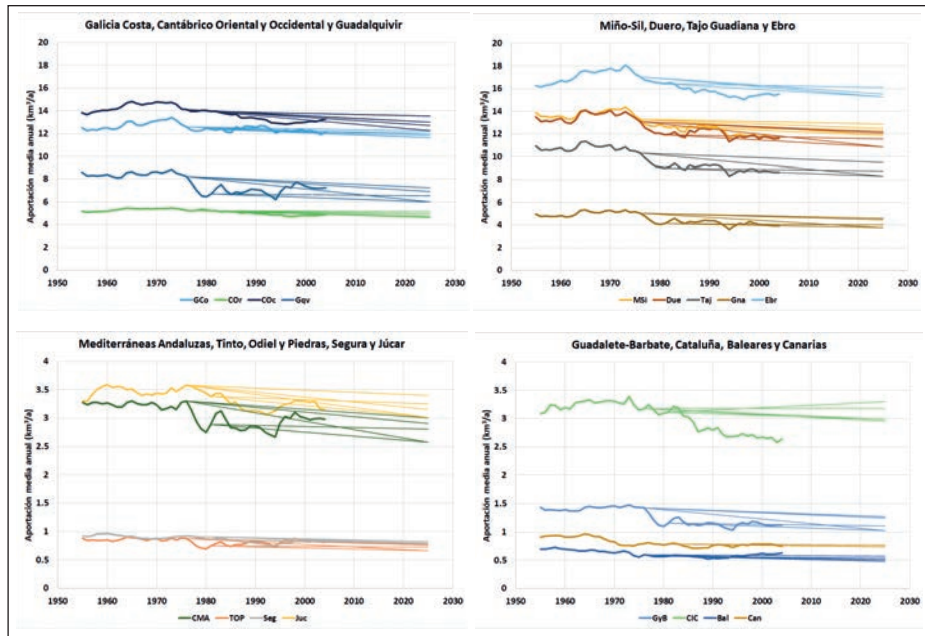 Galicia Costa, Cantábrico Oriental y Occidental y Guadalquivir
Aportación media anual (km³/a)
20
18
16
14
12
10
8
6
4
2
0
1950 1960 1970 1980 1990 2000 2010 2020 2030
GCo COr COc Gqv
Miño-Sil, Duero, Tajo Guadiana y Ebro
Aportación media anual (km³/a)
20
18
16
14
12
10
8
6
4
2
0
1950 1960 1970 1980 1990 2000 2010 2020 2030
MSi Due Taj Gna Ebr
Mediterráneas Andaluzas, Tinto, Odiel y Piedras, Segura y Júcar
Aportación media anual (km³/a)
4
3.5
3
2.5
2
1.5
1
0.5
0
1950 1960 1970 1980 1990 2000 2010 2020 2030
CMA TOP Seg Juc
Guadalete-Barbate, Cataluña, Baleares y Canarias
Aportación media anual (km³/a)
4
3.5
3
2.5
2
1.5
1
0.5
0
1950 1960 1970 1980 1990 2000 2010 2020 2030
GyB CIC Bal Can